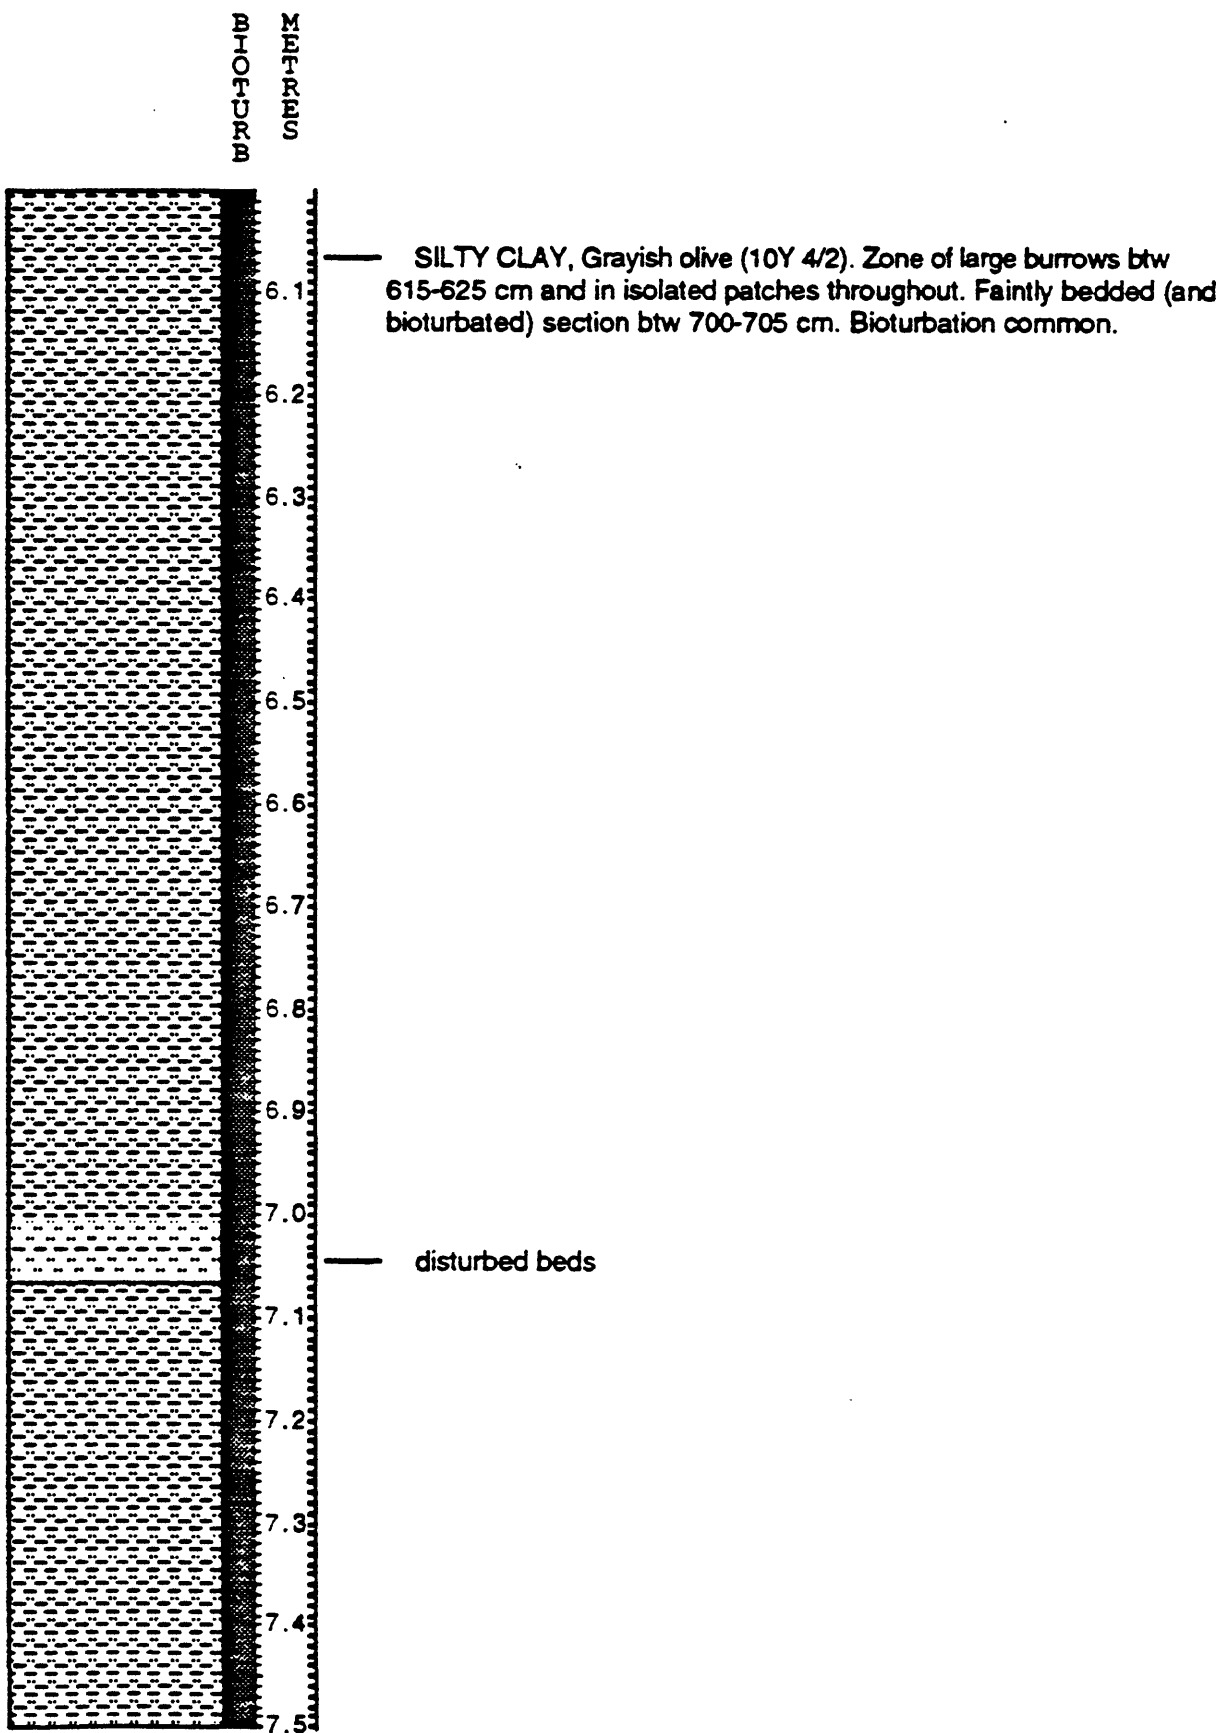 BIOTURB
METRES
SILTY CLAY, Grayish olive (10Y 4/2). Zone of large burrows btw
6.1
615-625 cm and in isolated patches throughout. Faintly bedded (and
bioturbated) section btw 700-705 cm. Bioturbation common.
6.2
6.3
6.4
6.5
6.6
6.7
6.8
6.9
7.0
disturbed beds
7.1
7.2
7.3
7.4
7.5